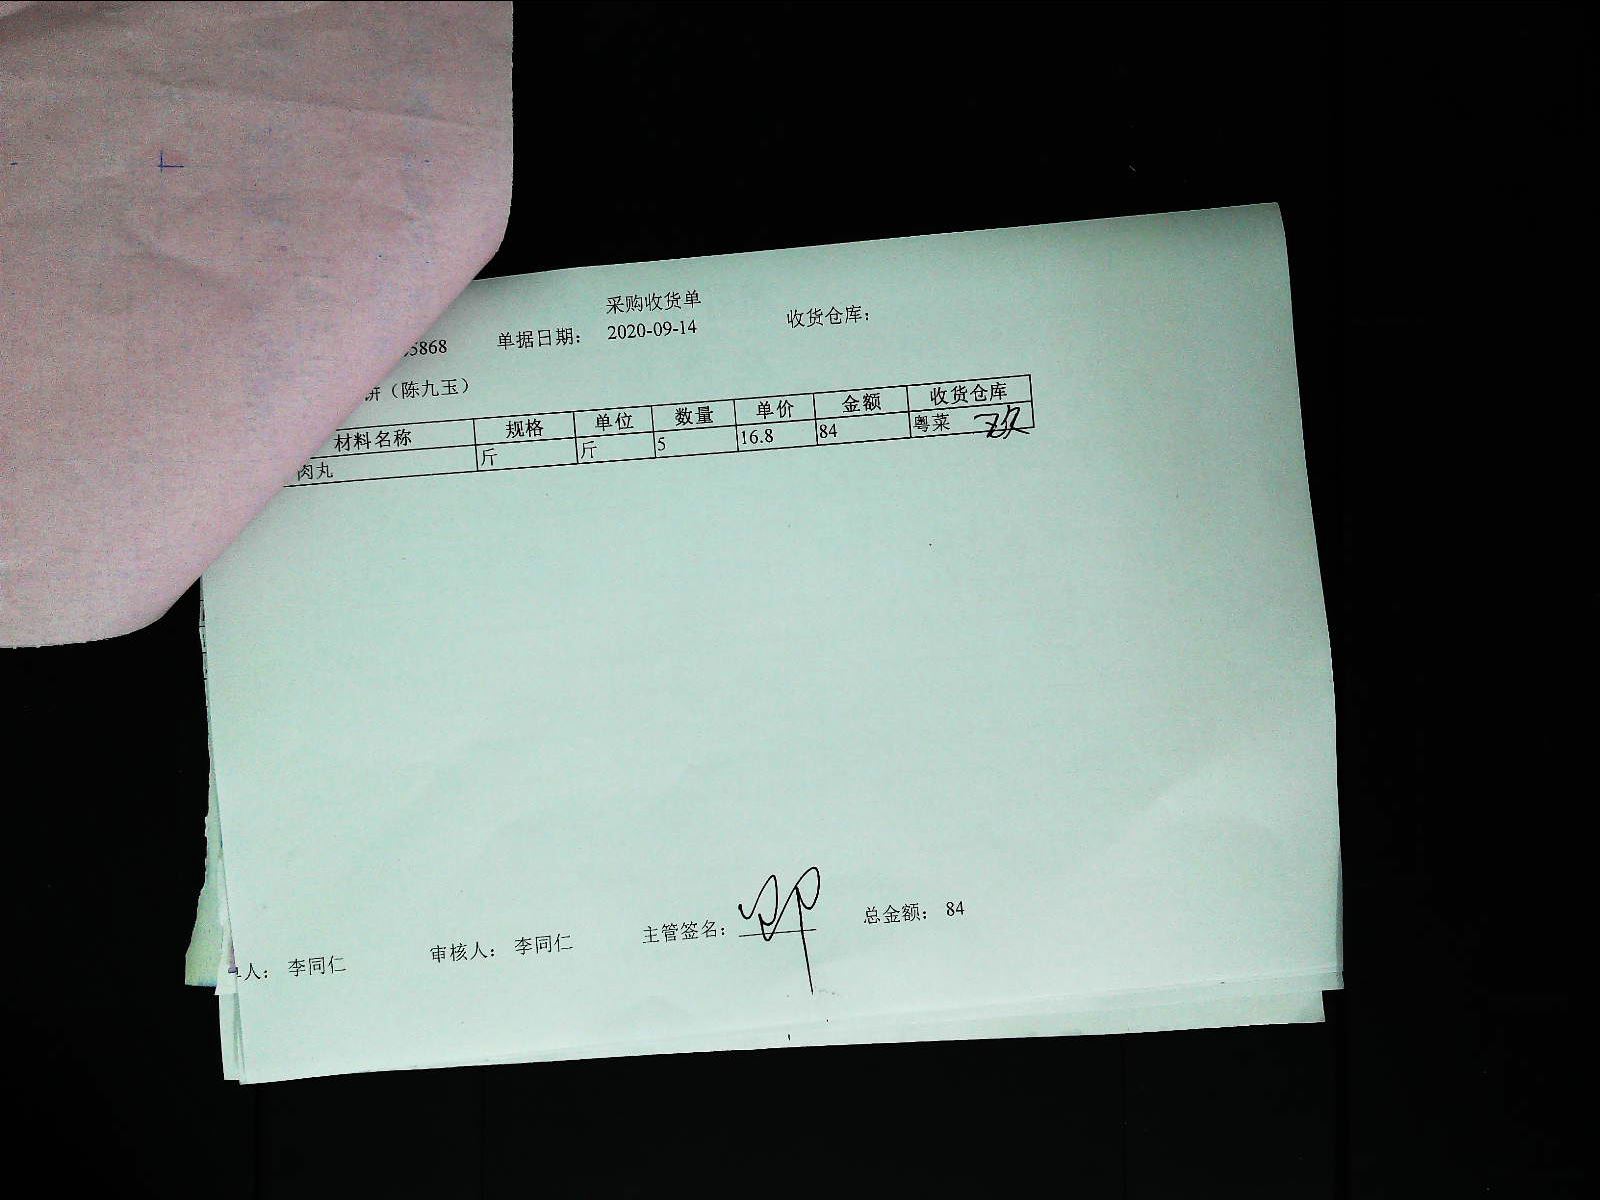 采购收货单
5868 单据日期: 2020-09-14 收货仓库:
饼（陈九玉）
材料名称 规格 单位 数量 单价 金额 收货仓库
肉丸 斤 斤 5 16.8 84 粤菜
人: 李同仁 审核人: 李同仁 主管签名: 总金额: 84